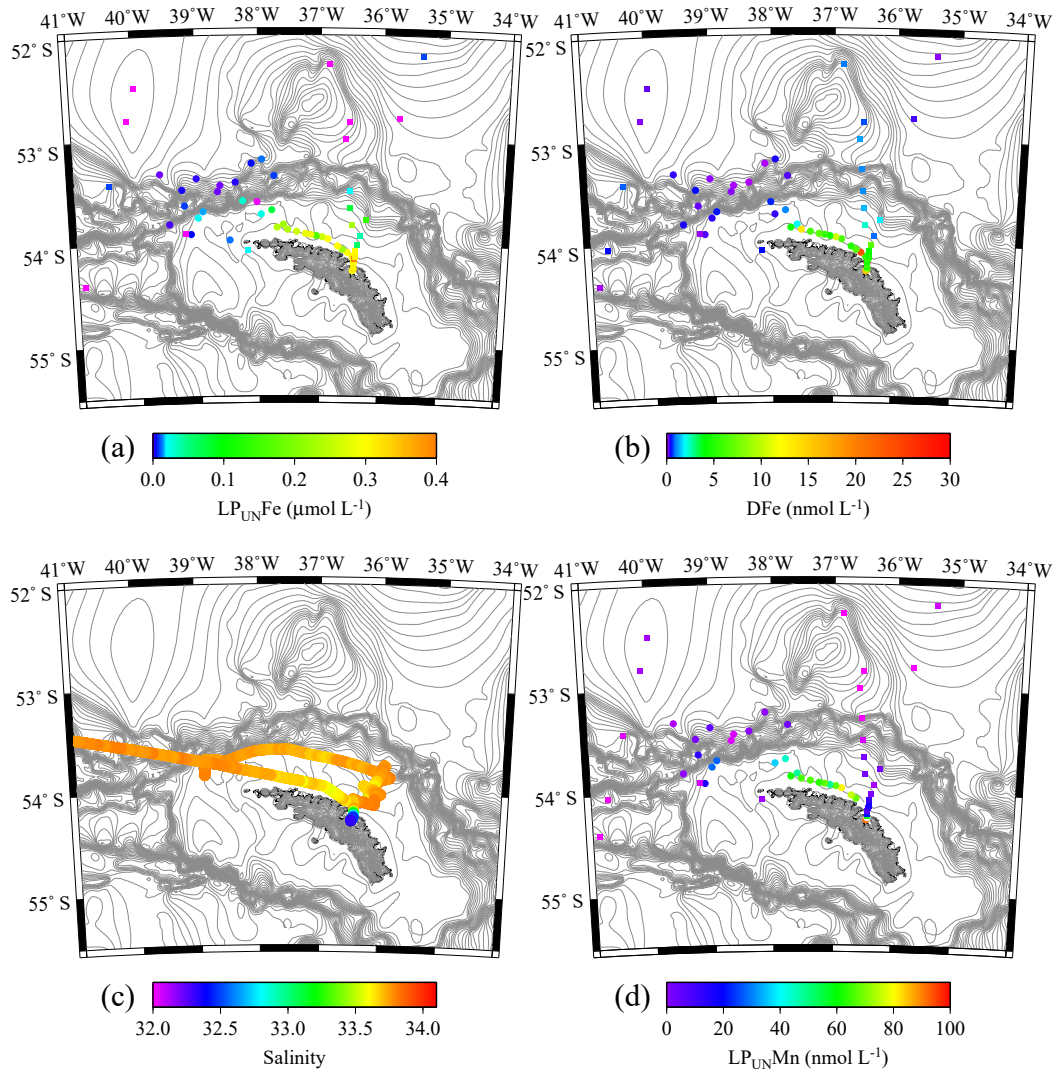 41˚W 40˚W 39˚W 38˚W 37˚W 36˚W 35˚W 34˚W
52˚ S
53˚ S
54˚ S
55˚ S
(a)
0.0 0.1 0.2 0.3 0.4
LP_UNFe (μmol L⁻¹)
41˚W 40˚W 39˚W 38˚W 37˚W 36˚W 35˚W 34˚W
52˚ S
53˚ S
54˚ S
55˚ S
(b)
0 5 10 15 20 25 30
DFe (nmol L⁻¹)
41˚W 40˚W 39˚W 38˚W 37˚W 36˚W 35˚W 34˚W
52˚ S
53˚ S
54˚ S
55˚ S
(c)
32.0 32.5 33.0 33.5 34.0
Salinity
41˚W 40˚W 39˚W 38˚W 37˚W 36˚W 35˚W 34˚W
52˚ S
53˚ S
54˚ S
55˚ S
(d)
0 20 40 60 80 100
LP_UNMn (nmol L⁻¹)